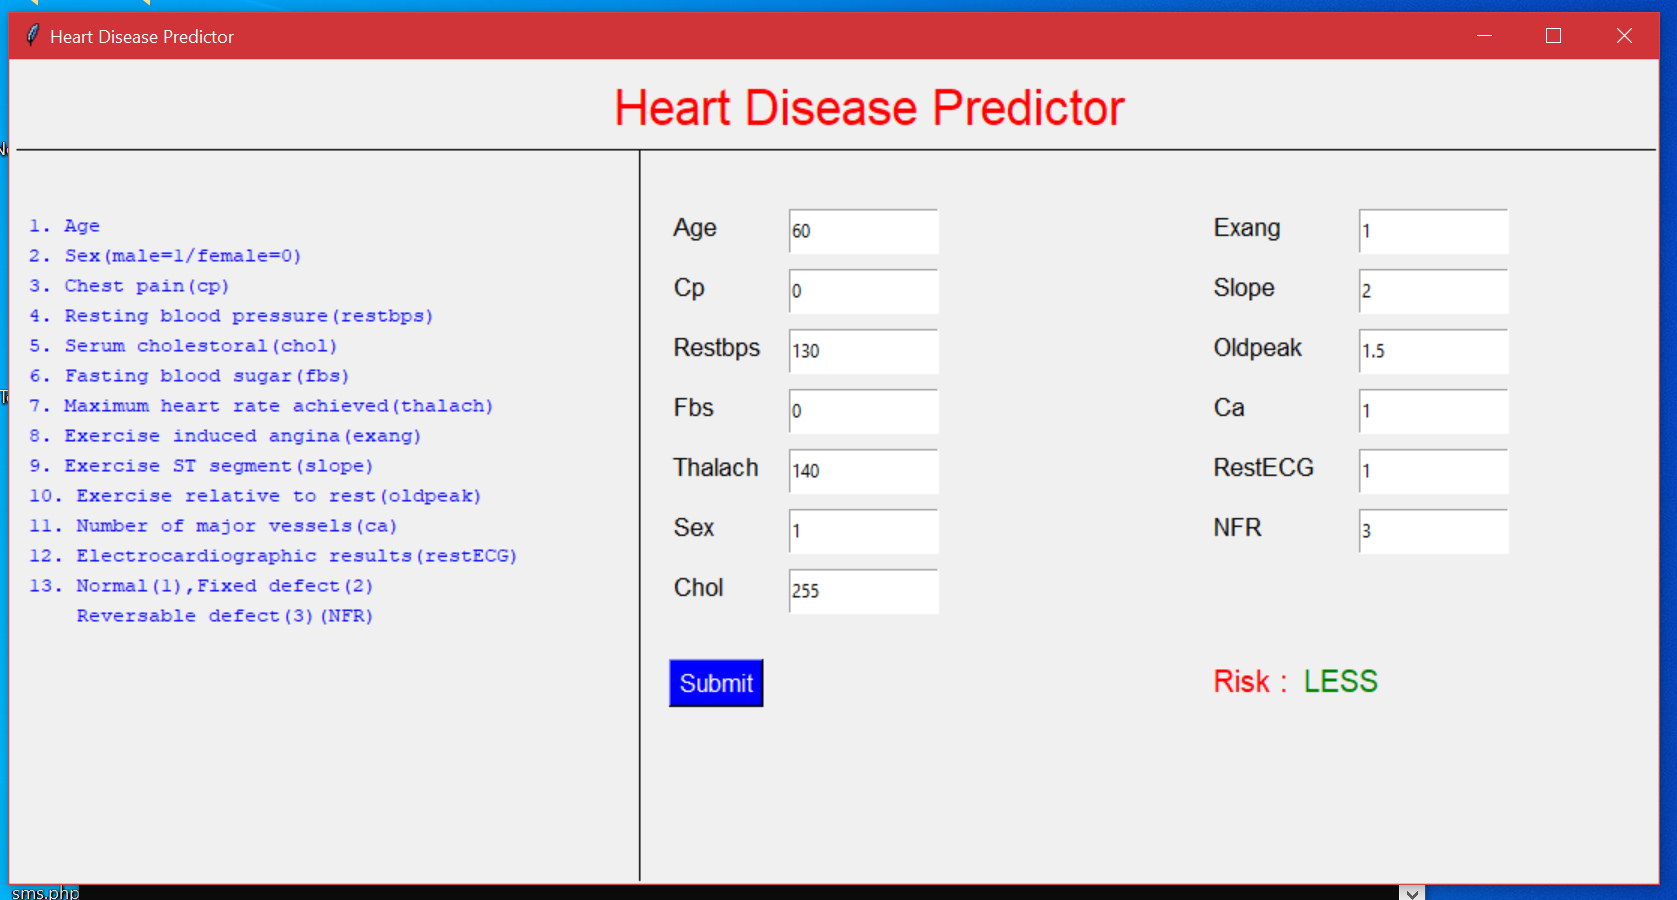 Heart Disease Predictor
Heart Disease Predictor
1. Age
2. Sex(male=1/female=0)
3. Chest pain(cp)
4. Resting blood pressure(restbps)
5. Serum cholestoral(chol)
6. Fasting blood sugar(fbs)
7. Maximum heart rate achieved(thalach)
8. Exercise induced angina(exang)
9. Exercise ST segment(slope)
10. Exercise relative to rest(oldpeak)
11. Number of major vessels(ca)
12. Electrocardiographic results(restECG)
13. Normal(1),Fixed defect(2)
Reversable defect(3)(NFR)
Age 60
Cp 0
Restbps 130
Fbs 0
Thalach 140
Sex 1
Chol 255
Submit
Exang 1
Slope 2
Oldpeak 1.5
Ca 1
RestECG 1
NFR 3
Risk : LESS
sms.php